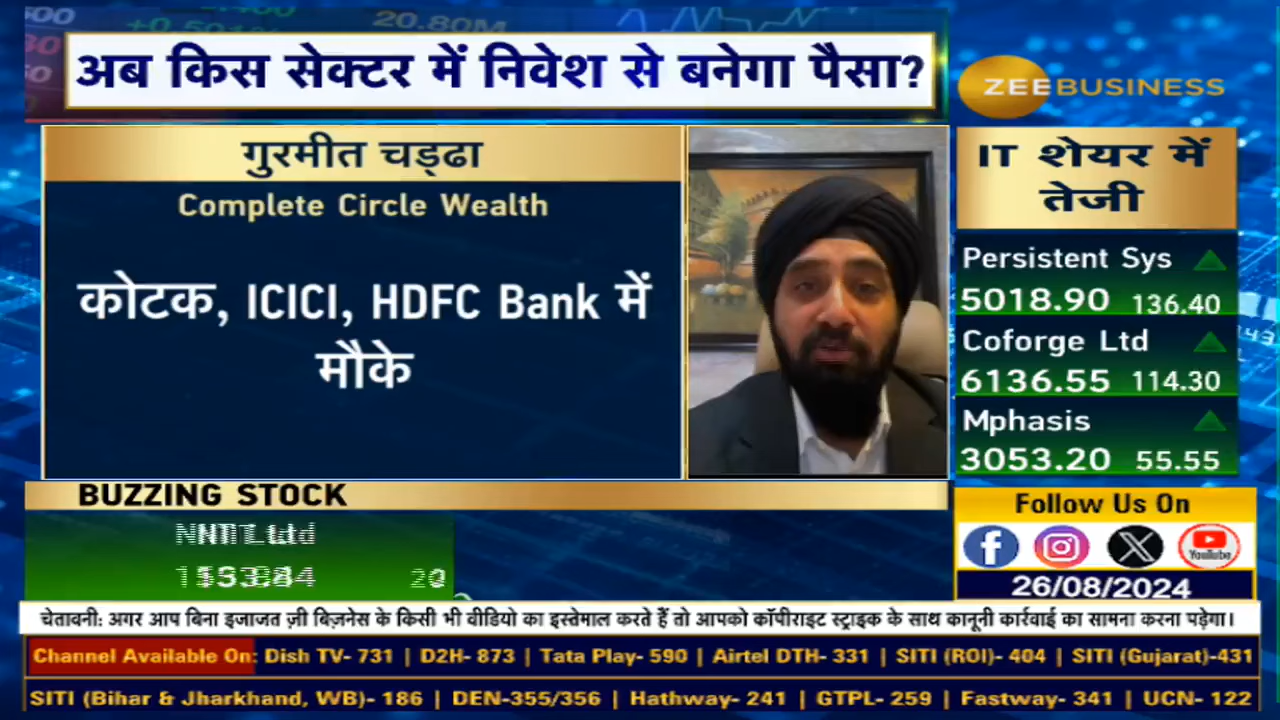 अब किस सेक्टर में निवेश से बनेगा पैसा?
ZEEBUSINESS
गुरमीत चड्ढा
Complete Circle Wealth
कोटक, ICICI, HDFC Bank में
मौके
IT शेयर में
तेजी
Persistent Sys
5018.90 136.40
Coforge Ltd
6136.55 114.30
Mphasis
3053.20 55.55
BUZZING STOCK
Follow Us On
YouTube
26/08/2024
चेतावनी: अगर आप बिना इजाजत ज़ी बिज़नेस के किसी भी वीडियो का इस्तेमाल करते हैं तो आपको कॉपीराइट स्ट्राइक के साथ कानूनी कार्रवाई का सामना करना पड़ेगा।
Channel Available On: Dish TV- 731 | D2H- 873 | Tata Play- 590 | Airtel DTH- 331 | SITI (ROI)- 404 | SITI (Gujarat)-431
SITI (Bihar & Jharkhand, WB)- 186 | DEN-355/356 | Hathway- 241 | GTPL- 259 | Fastway- 341 | UCN- 122